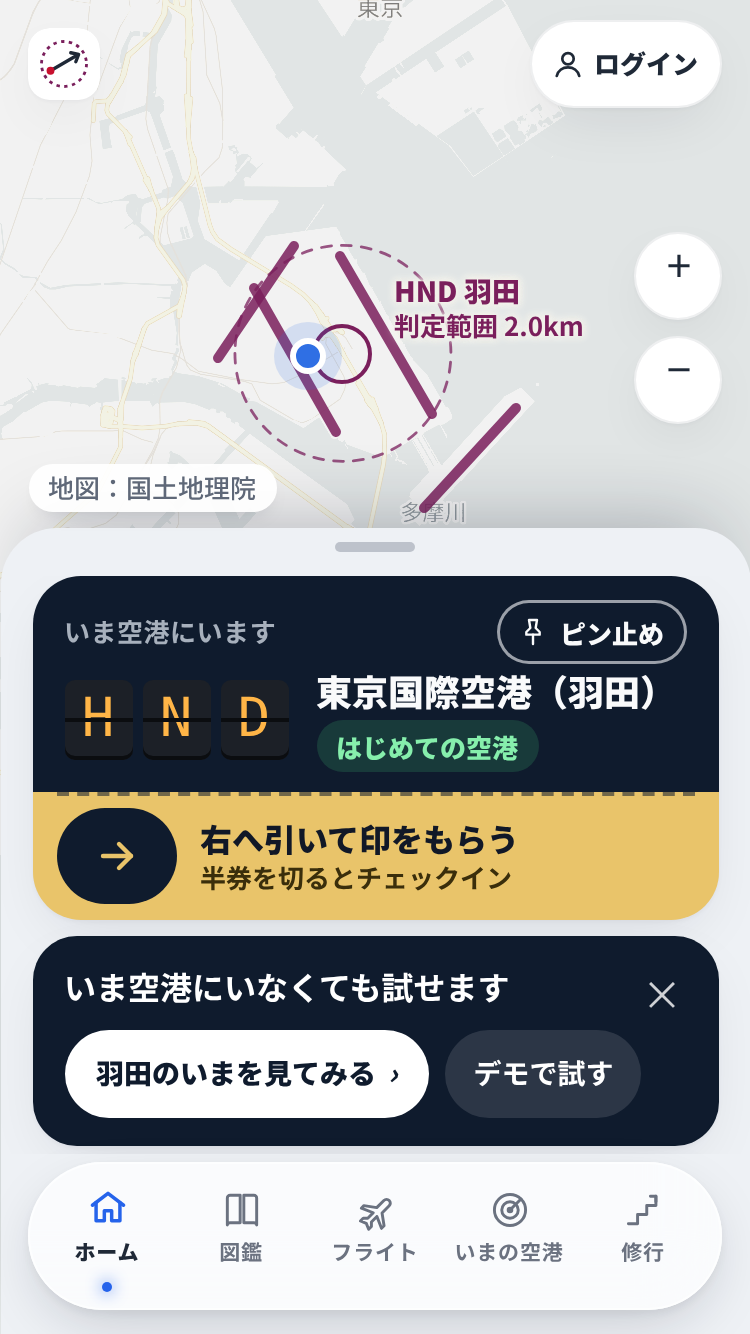 東京
ログイン
+
HND 羽田
判定範囲 2.0km
−
地図：国土地理院
多摩川
いま空港にいます
ピン止め
HND
東京国際空港（羽田）
はじめての空港
右へ引いて印をもらう
半券を切るとチェックイン
いま空港にいなくても試せます
羽田のいまを見てみる ›
デモで試す
ホーム
図鑑
フライト
いまの空港
修行